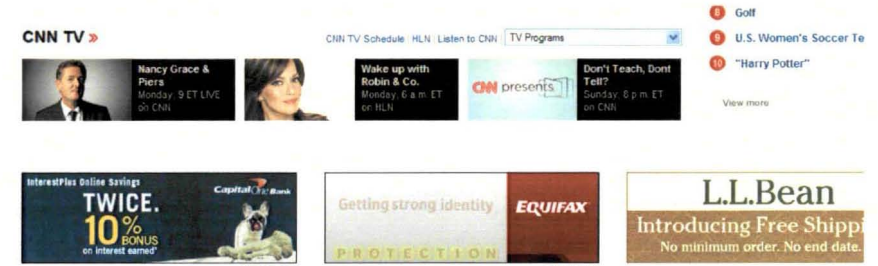 8 Golf
CNN TV »
CNN TV Schedule | HLN | Listen to CNN TV Programs
9 U.S. Women's Soccer Te
Nancy Grace &
Piers
Monday, 9 ET LIVE
on CNN
Wake up with
Robin & Co.
Monday, 6 a.m. ET
on HLN
CNN presents
Don't Teach, Dont
Tell?
Sunday, 8 p.m. ET
on CNN
10 "Harry Potter"
View more
InterestPlus Online Savings
TWICE.
10%
BONUS
on interest earned*
Capital One Bank
Getting strong identity
PROTECTION
EQUIFAX
L.L.Bean
Introducing Free Shippi
No minimum order. No end date.